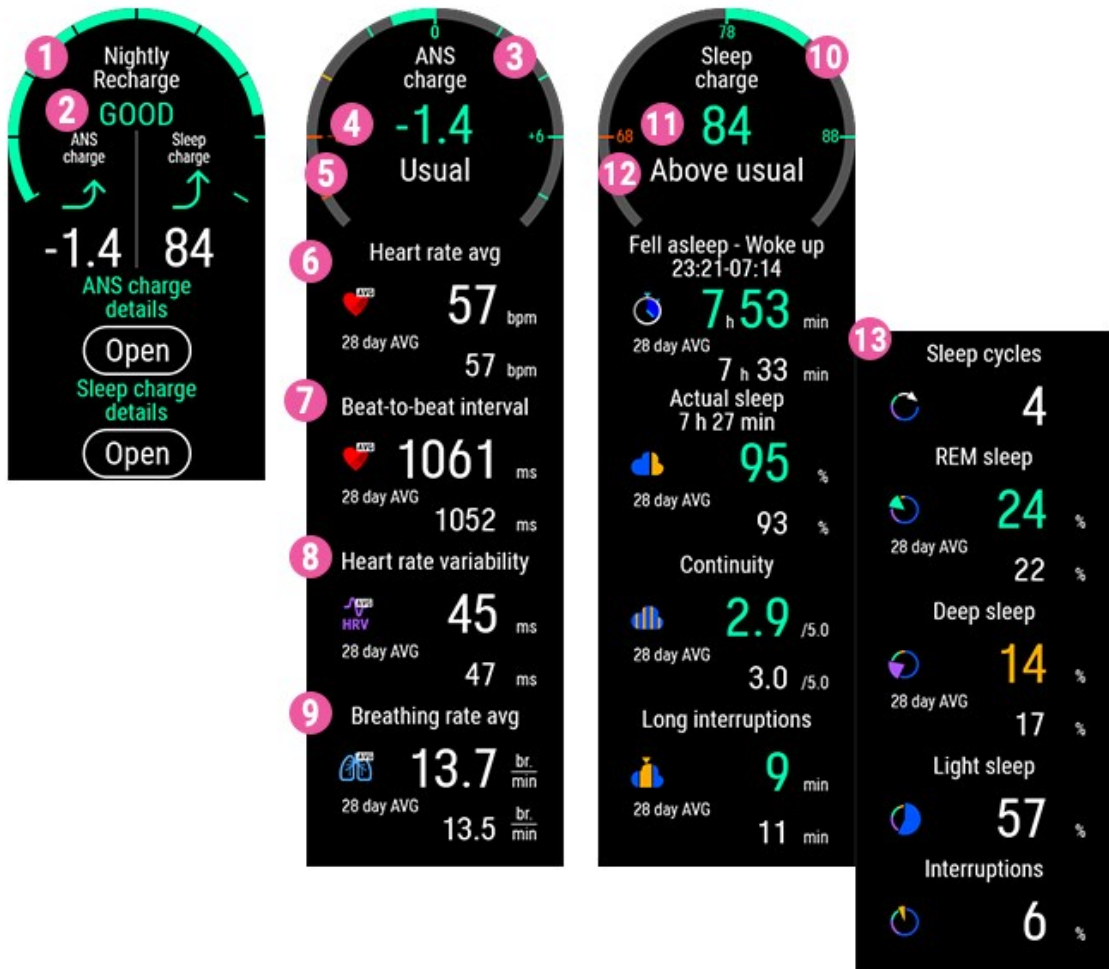 1
Nightly
Recharge
2
GOOD
ANS
charge
Sleep
charge
-1.4
84
ANS charge
details
Open
Sleep charge
details
Open
0
3
ANS
charge
4
-1.4
+6
5
Usual
6
Heart rate avg
AVG
57 bpm
28 day AVG
57 bpm
7
Beat-to-beat interval
AVG
1061 ms
28 day AVG
1052 ms
8
Heart rate variability
AVG
HRV
45 ms
28 day AVG
47 ms
9
Breathing rate avg
AVG
13.7 br. min
28 day AVG
13.5 br. min
78
10
Sleep
charge
68
11
84
88
12
Above usual
Fell asleep - Woke up
23:21-07:14
7 h 53 min
28 day AVG
7 h 33 min
Actual sleep
7 h 27 min
95 %
28 day AVG
93 %
Continuity
2.9 /5.0
28 day AVG
3.0 /5.0
Long interruptions
9 min
28 day AVG
11 min
13
Sleep cycles
4
REM sleep
24 %
28 day AVG
22 %
Deep sleep
14 %
28 day AVG
17 %
Light sleep
57 %
Interruptions
6 %